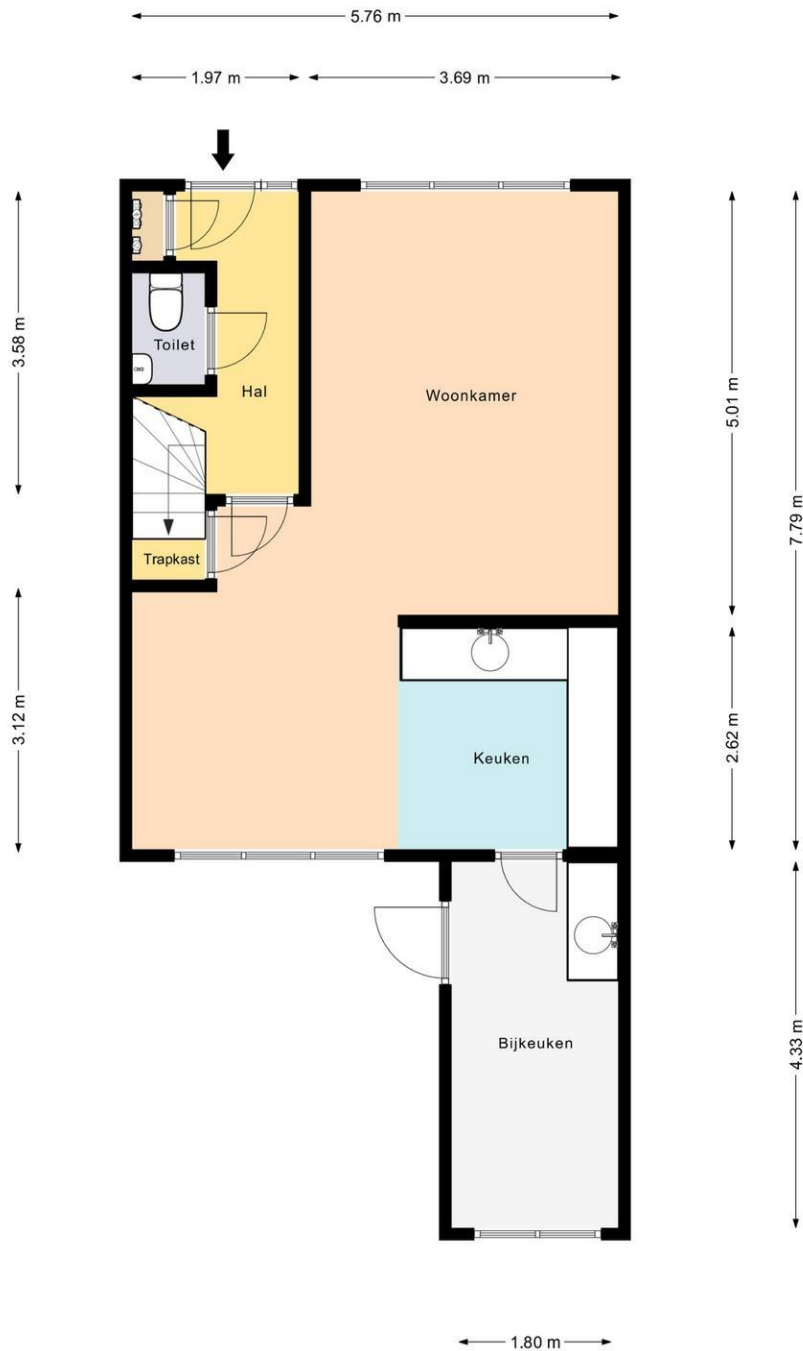 5.76 m
1.97 m
3.69 m
3.58 m
Toilet
Hal
Woonkamer
5.01 m
7.79 m
Trapkast
3.12 m
Keuken
2.62 m
Bijkeuken
4.33 m
1.80 m